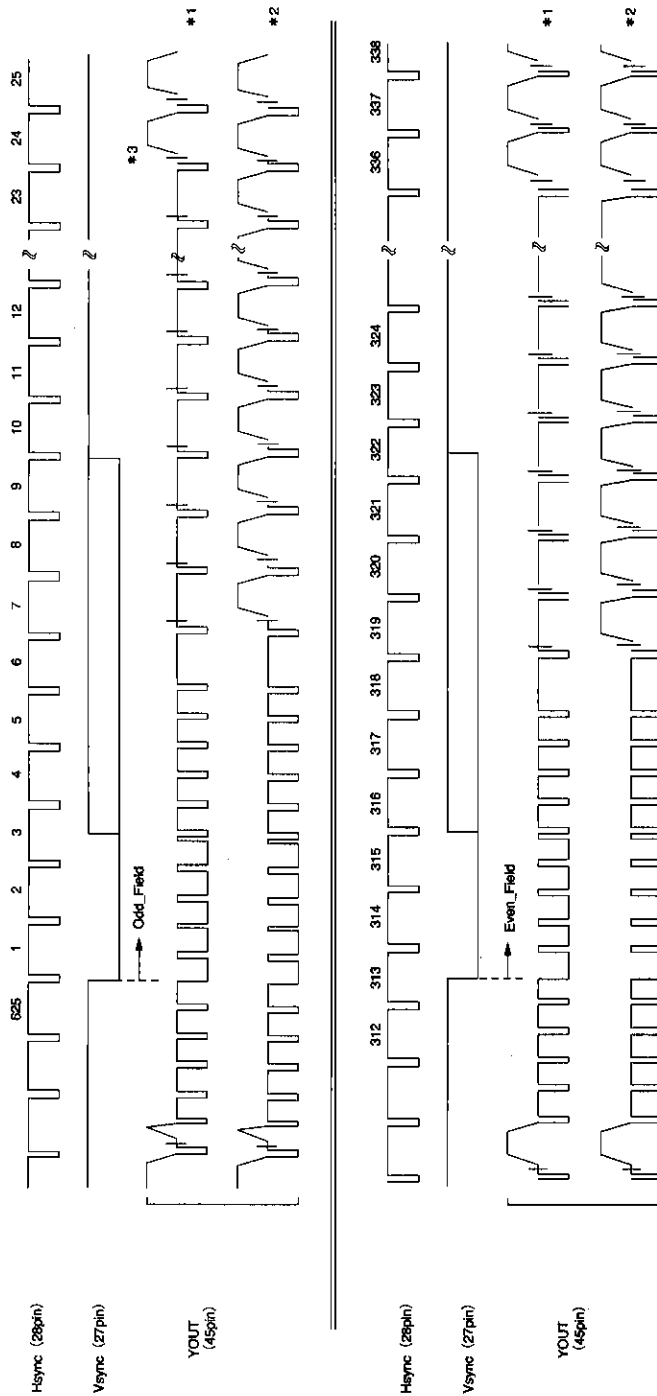 625 1 2 3 4 5 6 7 8 9 10 11 12 23 24 25
Hsync (28pin)
Vsync (27pin)
Odd_Field
*3
YOUT
(45pin)
*1
*2
312 313 314 315 316 317 318 319 320 321 322 323 324 336 337 338
Hsync (28pin)
Vsync (27pin)
Even_Field
YOUT
(45pin)
*1
*2